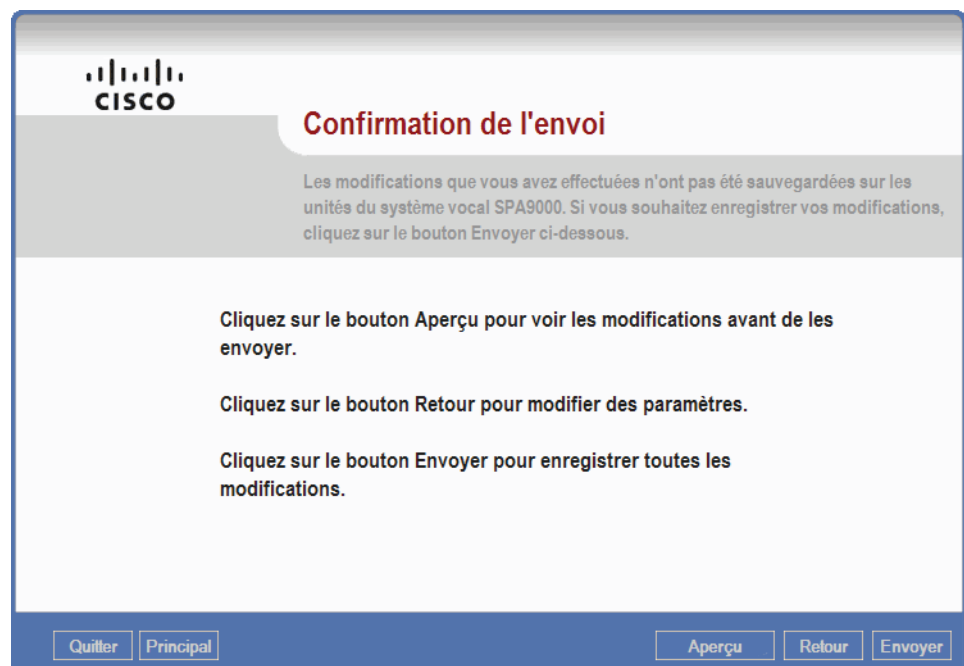 CISCO
Confirmation de l'envoi
Les modifications que vous avez effectuées n'ont pas été sauvegardées sur les
unités du système vocal SPA9000. Si vous souhaitez enregistrer vos modifications,
cliquez sur le bouton Envoyer ci-dessous.
Cliquez sur le bouton Aperçu pour voir les modifications avant de les
envoyer.
Cliquez sur le bouton Retour pour modifier des paramètres.
Cliquez sur le bouton Envoyer pour enregistrer toutes les
modifications.
Quitter Principal Aperçu Retour Envoyer